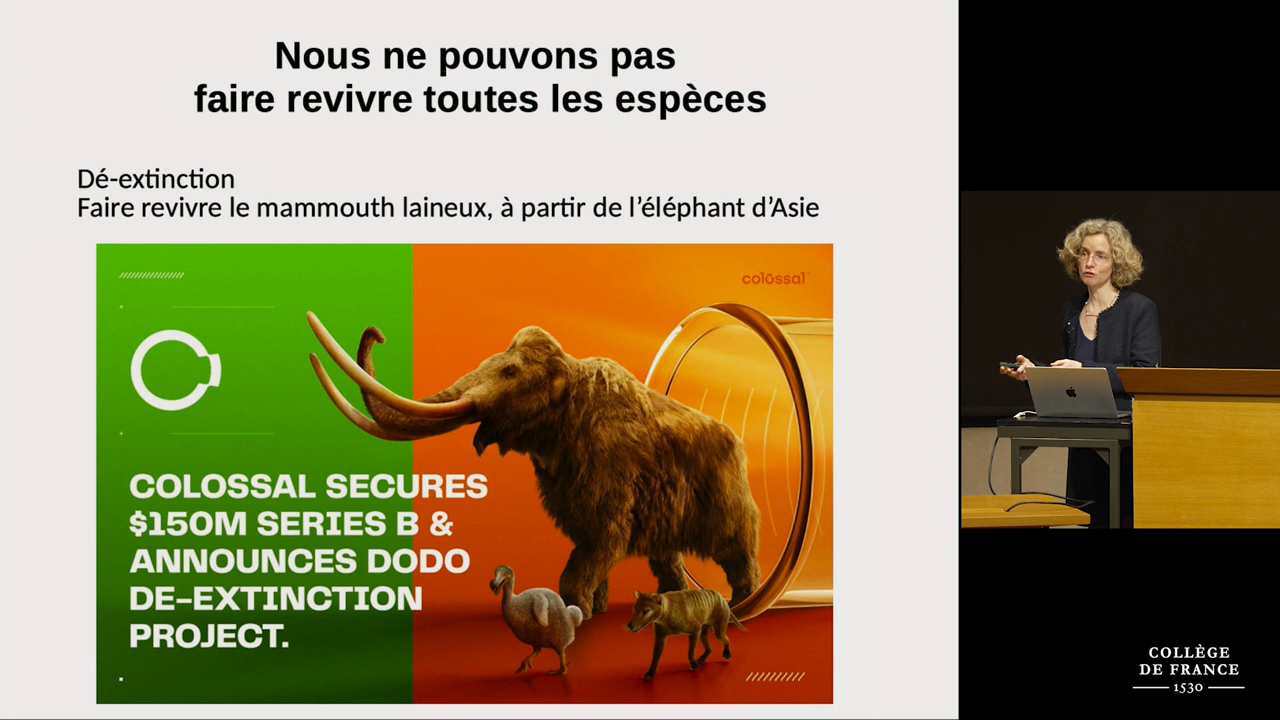 Nous ne pouvons pas
faire revivre toutes les espèces
Dé-extinction
Faire revivre le mammouth laineux, à partir de l'éléphant d'Asie
colossal
COLOSSAL SECURES
$150M SERIES B &
ANNOUNCES DODO
DE-EXTINCTION
PROJECT.
COLLÈGE
DE FRANCE
1530